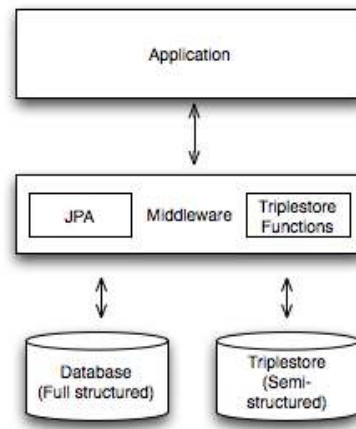 Application
JPA
Middleware
Triplestore
Functions
Database
(Full structured)
Triplestore
(Semi-
structured)